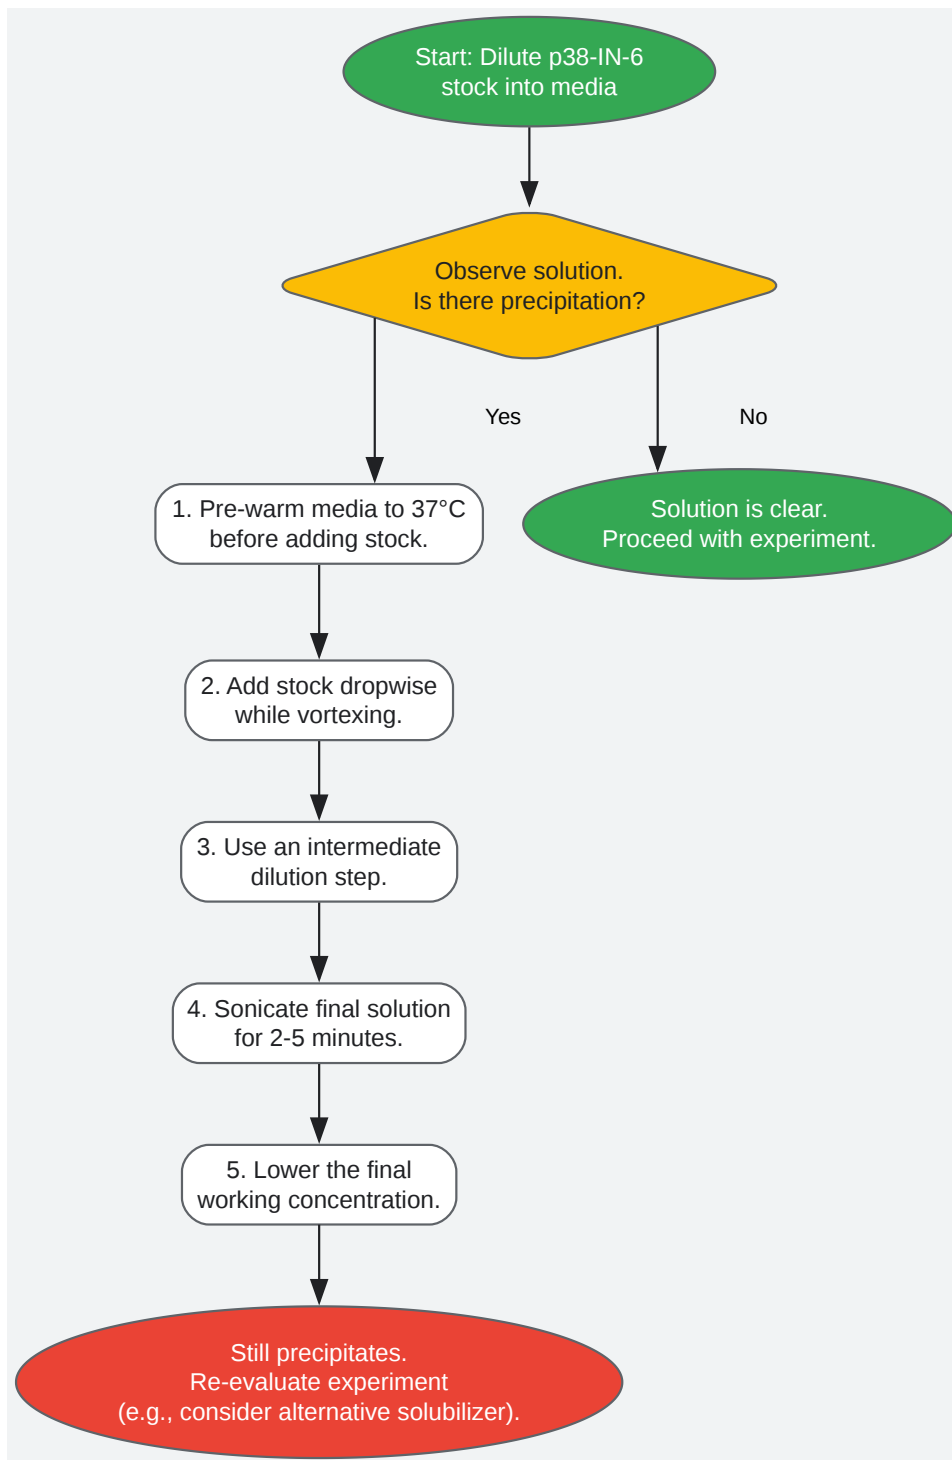 Start: Dilute p38-IN-6
stock into media
Observe solution.
Is there precipitation?
Yes
No
1. Pre-warm media to 37°C
before adding stock.
Solution is clear.
Proceed with experiment.
2. Add stock dropwise
while vortexing.
3. Use an intermediate
dilution step.
4. Sonicate final solution
for 2-5 minutes.
5. Lower the final
working concentration.
Still precipitates.
Re-evaluate experiment
(e.g., consider alternative solubilizer).